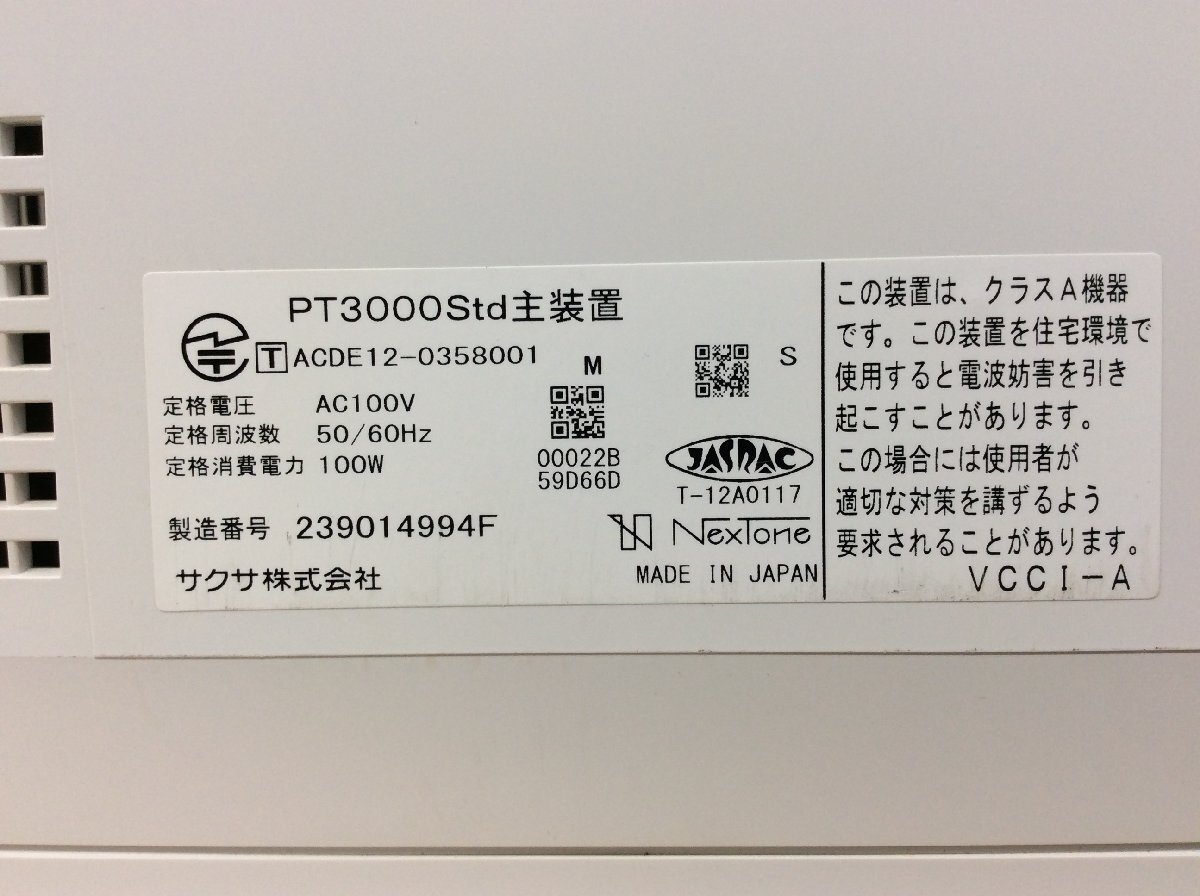 PT3000Std主装置
T ACDE12-0358001
M
S
定格電圧 AC100V
定格周波数 50/60Hz
定格消費電力 100W
00022B
59D66D
JASRAC
T-12A0117
製造番号 239014994F
NexTone
サクサ株式会社
MADE IN JAPAN
この装置は、クラスA機器
です。この装置を住宅環境で
使用すると電波妨害を引き
起こすことがあります。
この場合には使用者が
適切な対策を講ずるよう
要求されることがあります。
VCCI-A